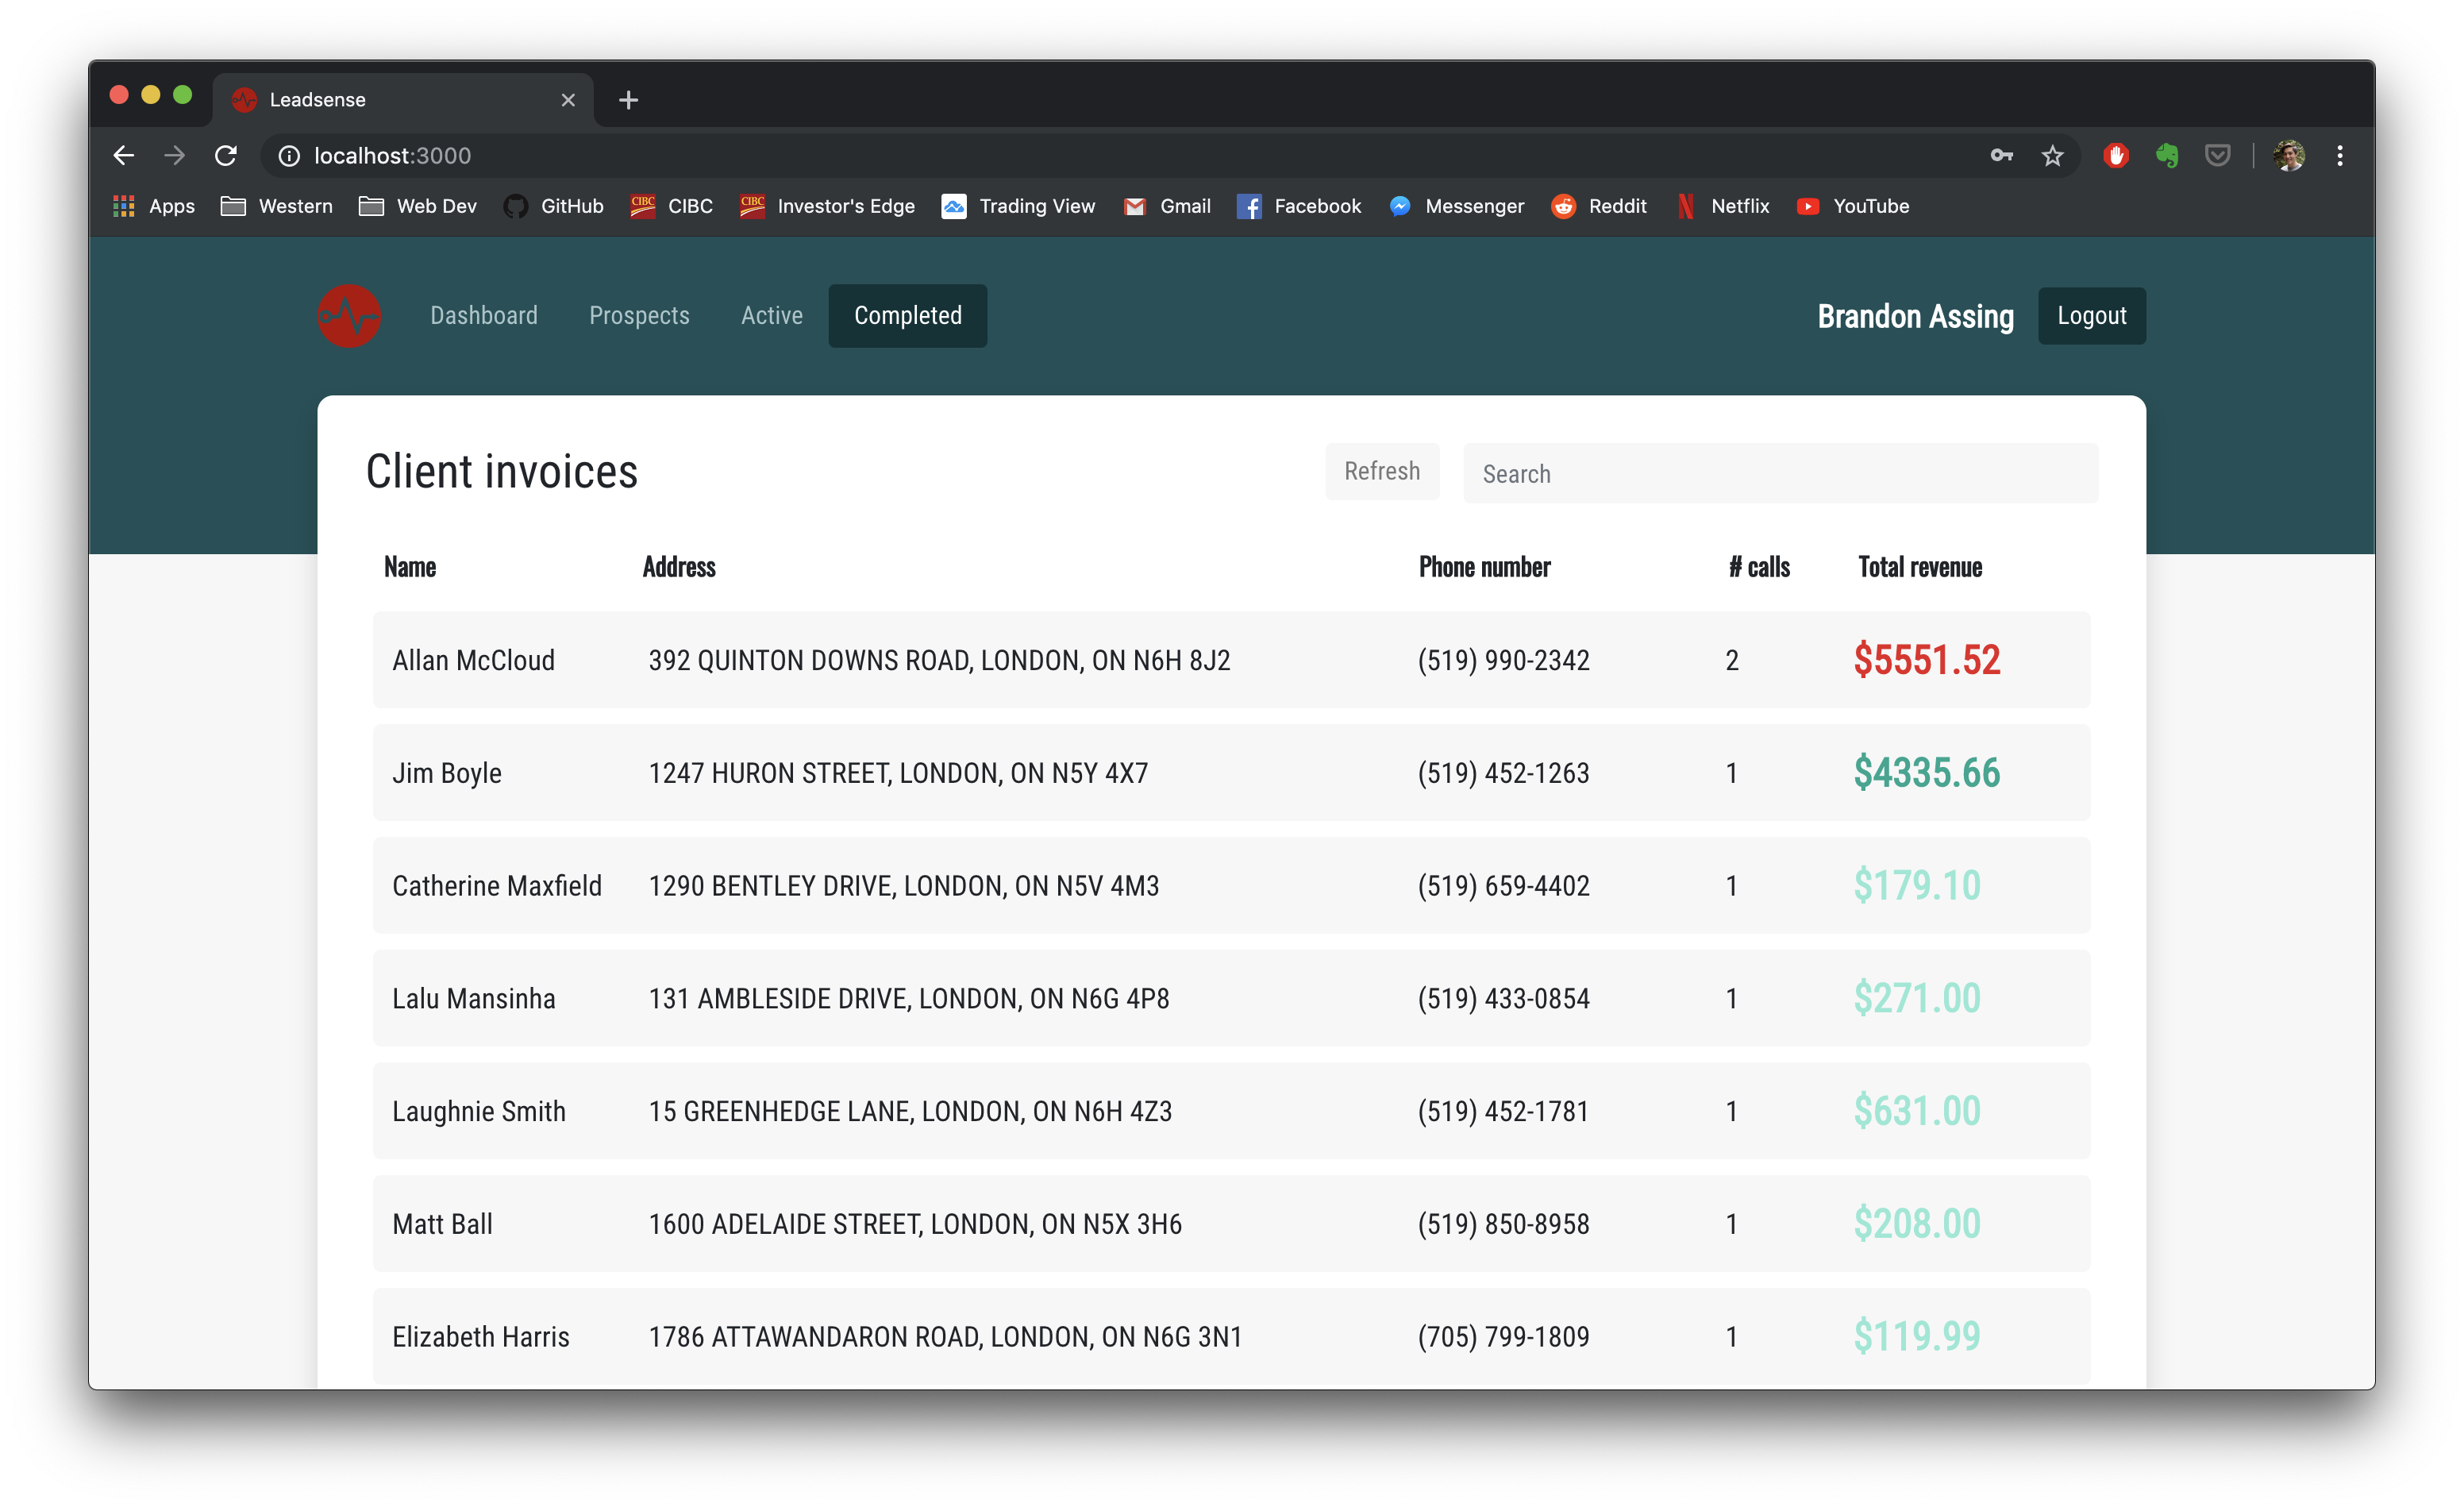 Leadsense
localhost:3000
Apps Western Web Dev GitHub CIBC CIBC CIBC Investor's Edge Trading View Gmail Facebook Messenger Reddit Netflix YouTube
Dashboard Prospects Active Completed Brandon Assing Logout
Client invoices Refresh Search
Name Address Phone number # calls Total revenue
Allan McCloud 392 QUINTON DOWNS ROAD, LONDON, ON N6H 8J2 (519) 990-2342 2 $5551.52
Jim Boyle 1247 HURON STREET, LONDON, ON N5Y 4X7 (519) 452-1263 1 $4335.66
Catherine Maxfield 1290 BENTLEY DRIVE, LONDON, ON N5V 4M3 (519) 659-4402 1 $179.10
Lalu Mansinha 131 AMBLESIDE DRIVE, LONDON, ON N6G 4P8 (519) 433-0854 1 $271.00
Laughnie Smith 15 GREENHEDGE LANE, LONDON, ON N6H 4Z3 (519) 452-1781 1 $631.00
Matt Ball 1600 ADELAIDE STREET, LONDON, ON N5X 3H6 (519) 850-8958 1 $208.00
Elizabeth Harris 1786 ATTAWANDARON ROAD, LONDON, ON N6G 3N1 (705) 799-1809 1 $119.99